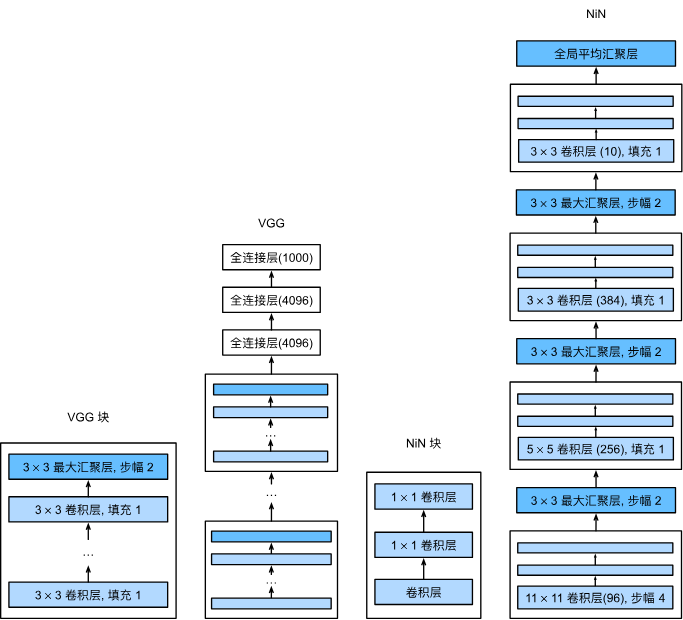 VGG 块
3 × 3 最大汇聚层, 步幅 2
3 × 3 卷积层, 填充 1
...
3 × 3 卷积层, 填充 1
VGG
全连接层(1000)
全连接层(4096)
全连接层(4096)
...
...
...
NiN 块
1 × 1 卷积层
1 × 1 卷积层
卷积层
NiN
全局平均汇聚层
3 × 3 卷积层 (10), 填充 1
3 × 3 最大汇聚层, 步幅 2
3 × 3 卷积层 (384), 填充 1
3 × 3 最大汇聚层, 步幅 2
5 × 5 卷积层 (256), 填充 1
3 × 3 最大汇聚层, 步幅 2
11 × 11 卷积层(96), 步幅 4